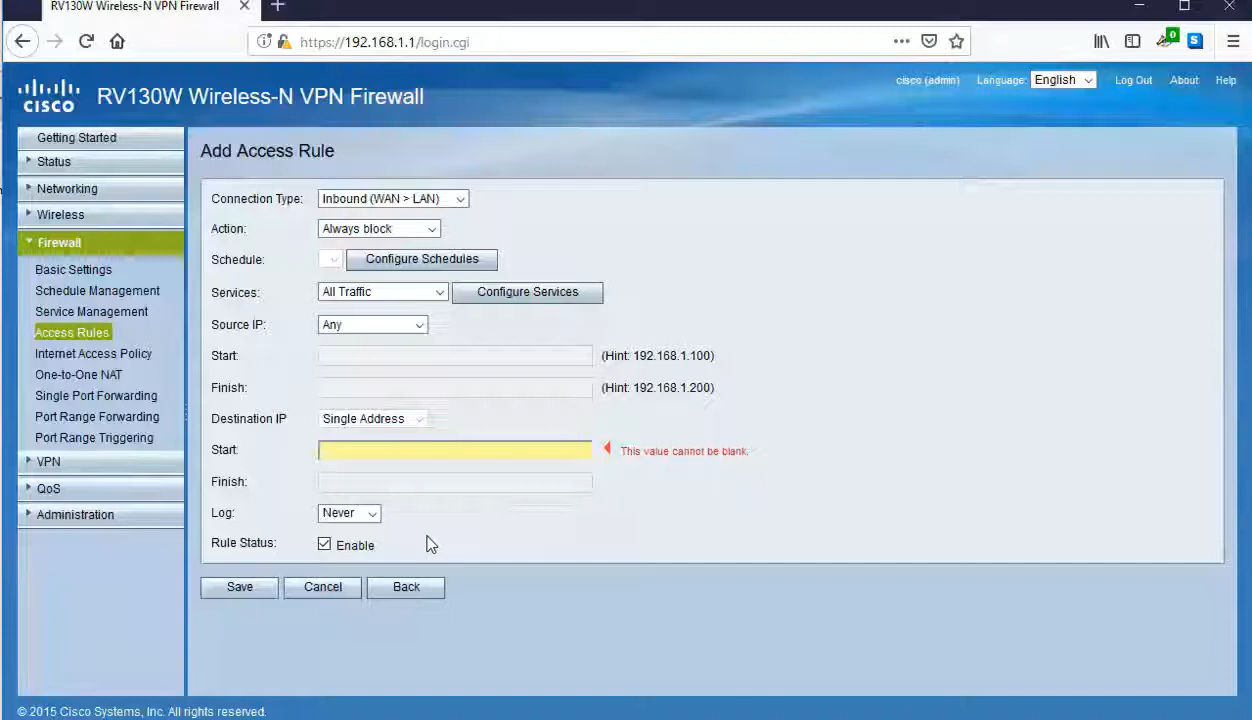 RV130W Wireless-N VPN Firewall
https://192.168.1.1/login.cgi
0
S
cisco (admin) Language: English Log Out About Help
CISCO RV130W Wireless-N VPN Firewall
Getting Started
Status
Networking
Wireless
Firewall
Basic Settings
Schedule Management
Service Management
Access Rules
Internet Access Policy
One-to-One NAT
Single Port Forwarding
Port Range Forwarding
Port Range Triggering
VPN
QoS
Administration
Add Access Rule
Connection Type: Inbound (WAN > LAN)
Action: Always block
Schedule: Configure Schedules
Services: All Traffic Configure Services
Source IP: Any
Start: (Hint: 192.168.1.100)
Finish: (Hint: 192.168.1.200)
Destination IP Single Address
Start: This value cannot be blank.
Finish:
Log: Never
Rule Status: Enable
Save Cancel Back
© 2015 Cisco Systems, Inc. All rights reserved.